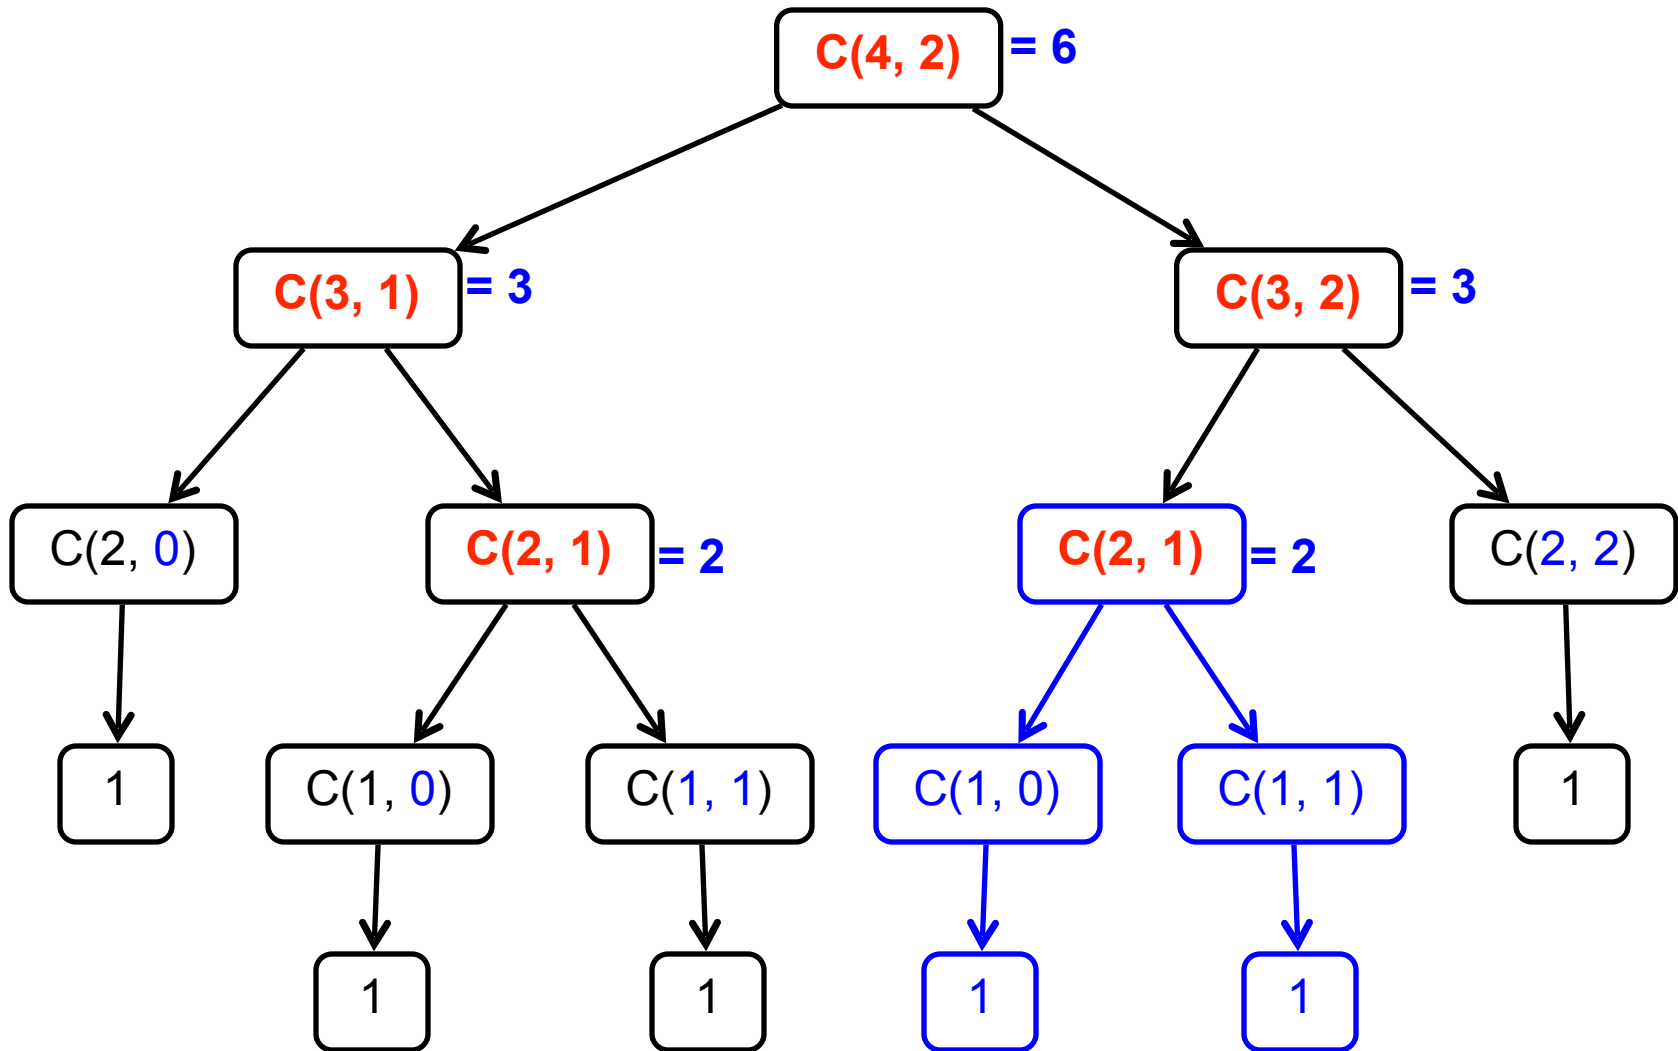 C(4, 2) = 6
C(3, 1) = 3
C(3, 2) = 3
C(2, 0)
C(2, 1) = 2
C(2, 1) = 2
C(2, 2)
1
C(1, 0)
C(1, 1)
C(1, 0)
C(1, 1)
1
1
1
1
1